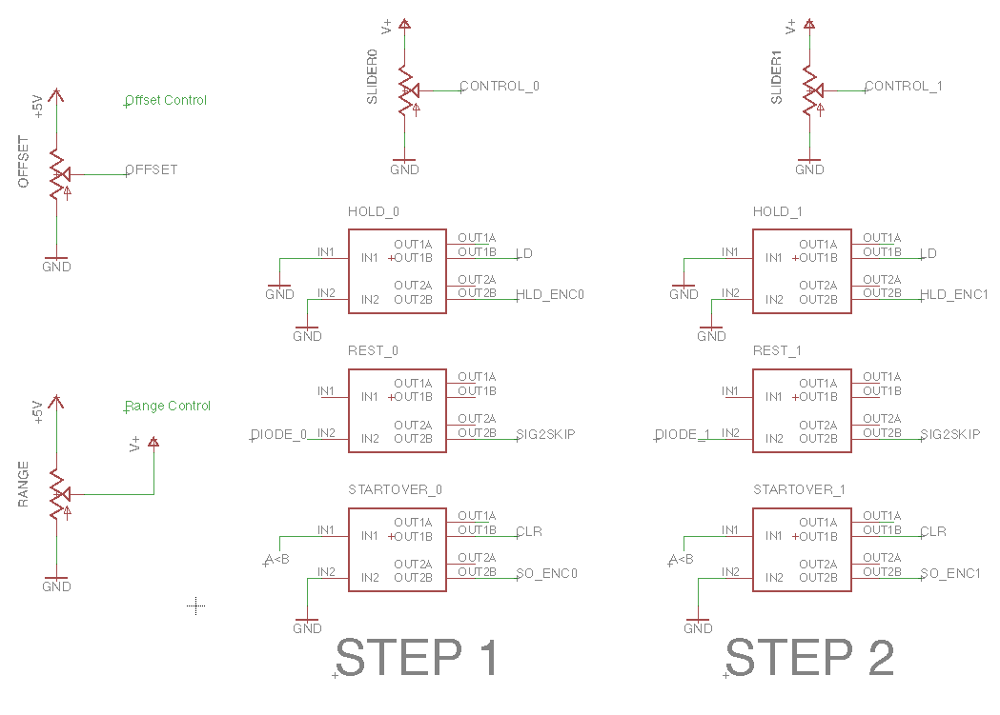 +5V
Offset Control
OFFSET
OFFSET
GND
+5V
Range Control
V+
RANGE
GND
V+
SLIDER0
CONTROL_0
GND
HOLD_0
IN1
IN1
OUT1A
OUT1A
OUT1B
OUT1B
LD
GND
IN2
IN2
OUT2A
OUT2A
OUT2B
OUT2B
HLD_ENC0
GND
REST_0
IN1
IN1
OUT1A
OUT1A
OUT1B
OUT1B
DIODE_0
IN2
IN2
OUT2A
OUT2A
OUT2B
OUT2B
SIG2SKIP
STARTOVER_0
IN1
IN1
OUT1A
OUT1A
OUT1B
OUT1B
CLR
A<B
IN2
IN2
OUT2A
OUT2A
OUT2B
OUT2B
SO_ENC0
GND
STEP 1
V+
SLIDER1
CONTROL_1
GND
HOLD_1
IN1
IN1
OUT1A
OUT1A
OUT1B
OUT1B
LD
GND
IN2
IN2
OUT2A
OUT2A
OUT2B
OUT2B
HLD_ENC1
GND
REST_1
IN1
IN1
OUT1A
OUT1A
OUT1B
OUT1B
DIODE_1
IN2
IN2
OUT2A
OUT2A
OUT2B
OUT2B
SIG2SKIP
STARTOVER_1
IN1
IN1
OUT1A
OUT1A
OUT1B
OUT1B
CLR
A<B
IN2
IN2
OUT2A
OUT2A
OUT2B
OUT2B
SO_ENC1
GND
STEP 2